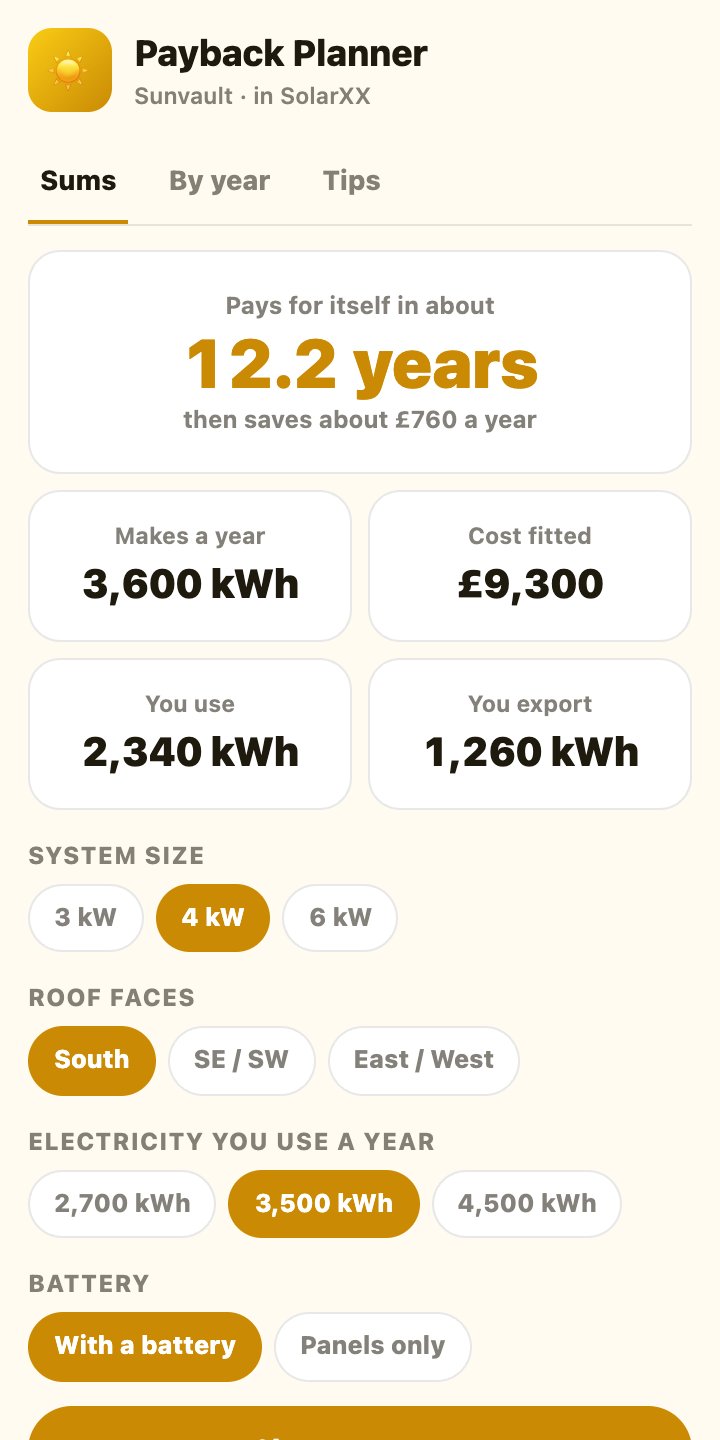 Payback Planner
Sunvault · in SolarXX
Sums By year Tips
Pays for itself in about
12.2 years
then saves about £760 a year
Makes a year
3,600 kWh
Cost fitted
£9,300
You use
2,340 kWh
You export
1,260 kWh
SYSTEM SIZE
3 kW 4 kW 6 kW
ROOF FACES
South SE / SW East / West
ELECTRICITY YOU USE A YEAR
2,700 kWh 3,500 kWh 4,500 kWh
BATTERY
With a battery Panels only